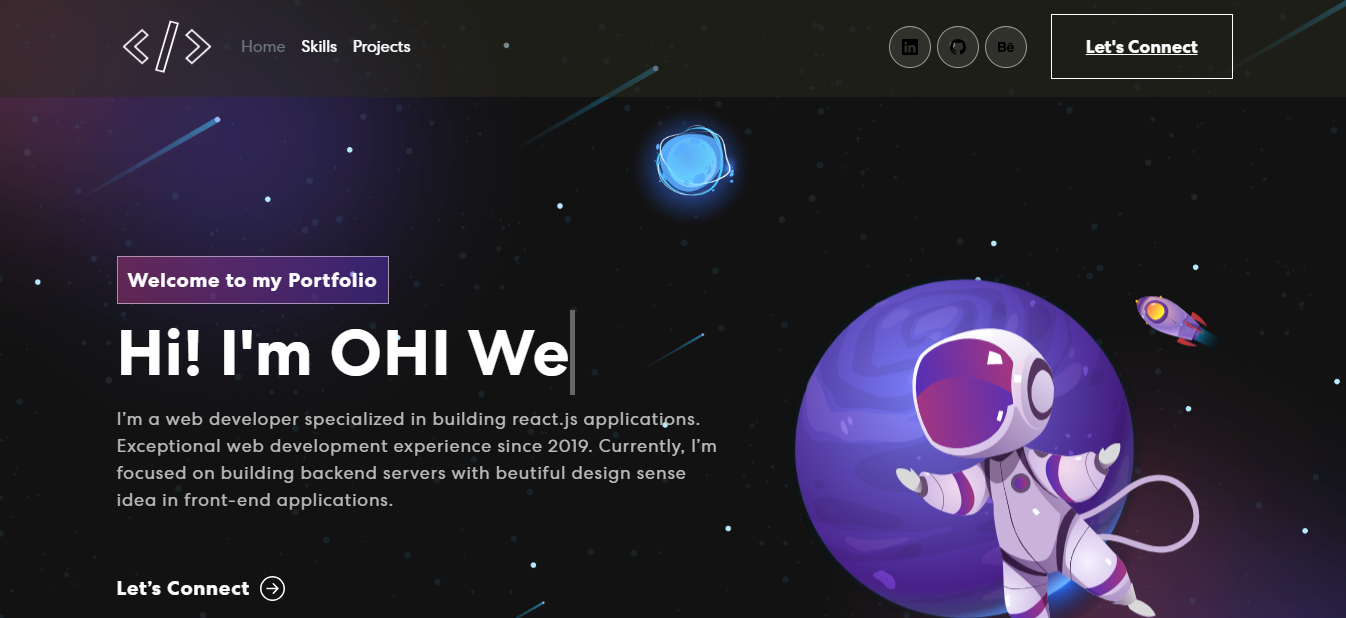 </>
Home Skills Projects
in
Bē
Let's Connect
Welcome to my Portfolio
Hi! I'm OHI We
I'm a web developer specialized in building react.js applications.
Exceptional web development experience since 2019. Currently, I'm
focused on building backend servers with beutiful design sense
idea in front-end applications.
Let's Connect